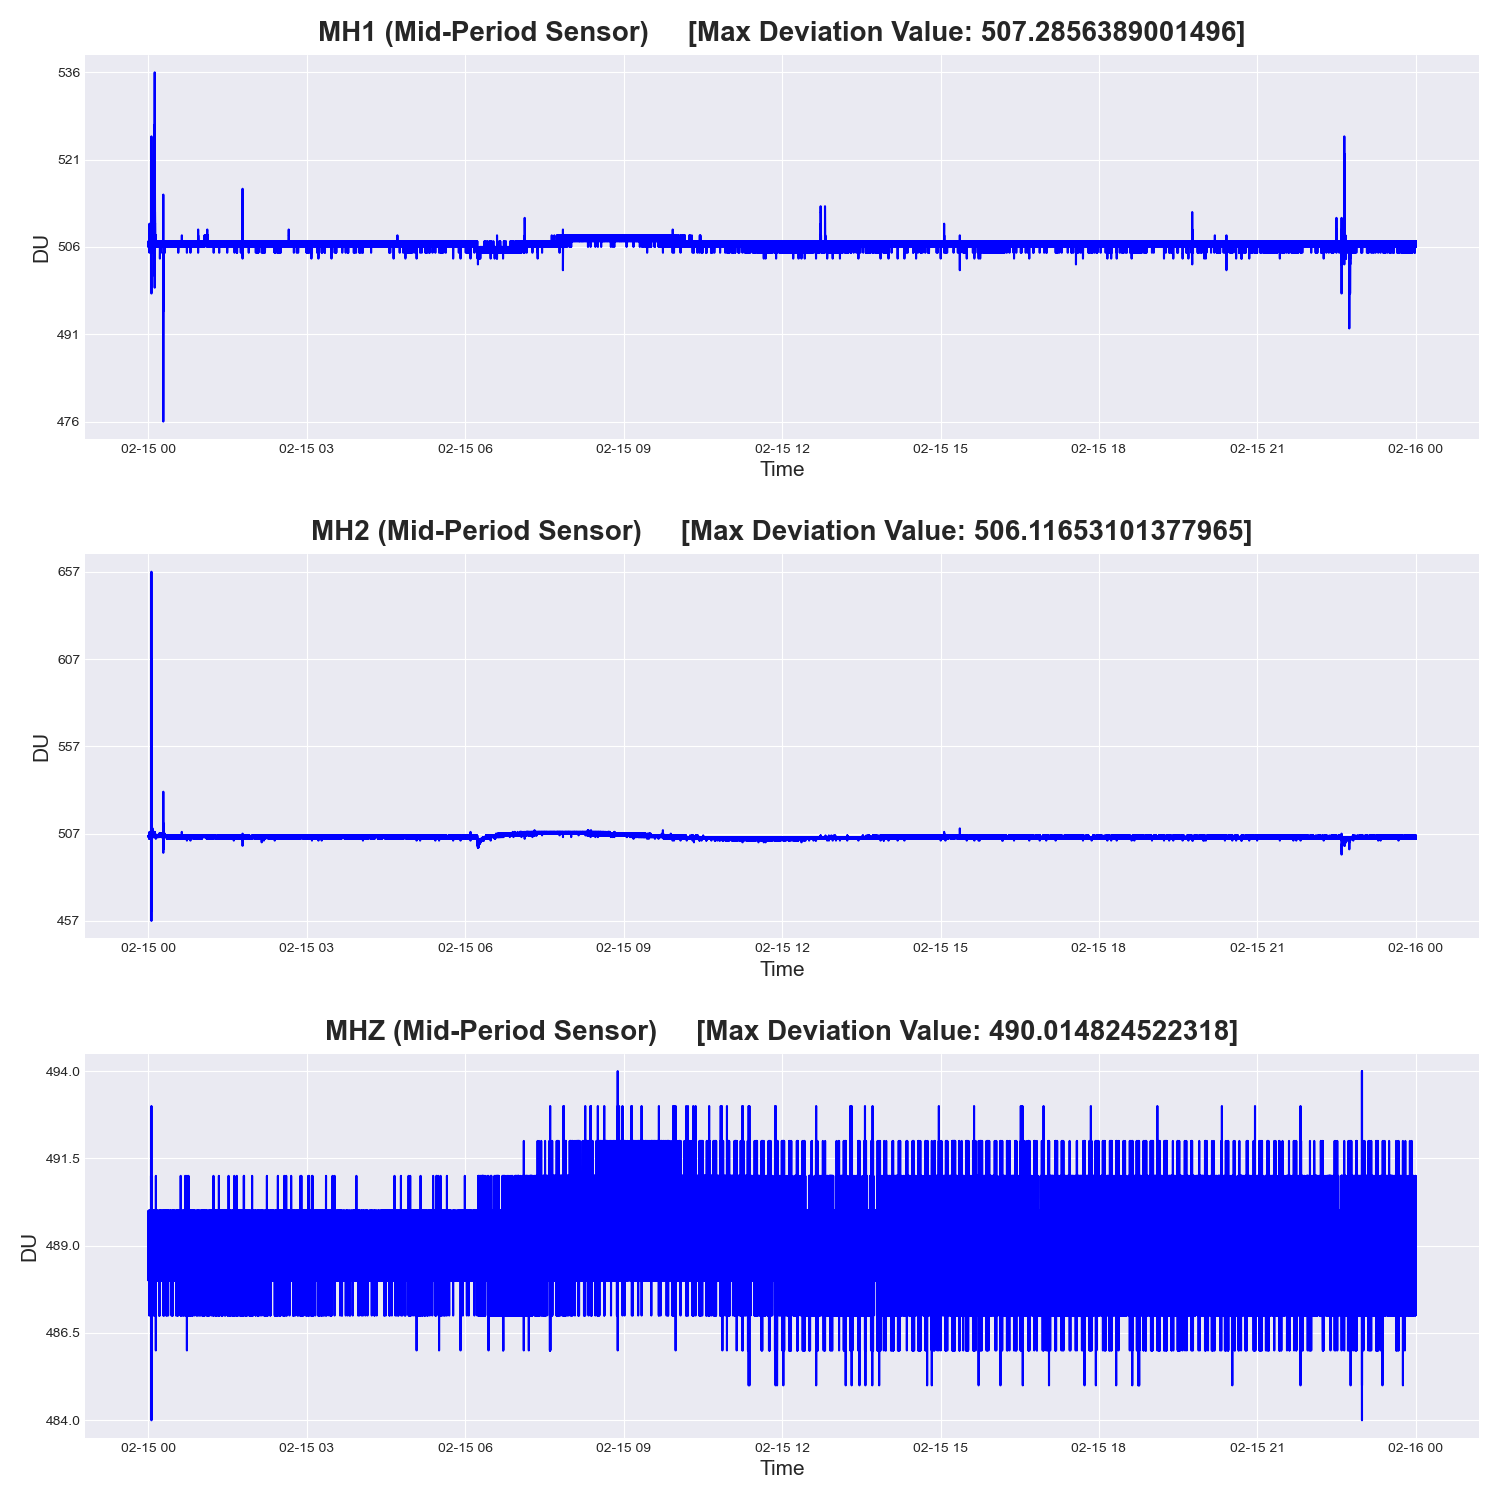 MH1 (Mid-Period Sensor) [Max Deviation Value: 507.2856389001496]
536
521
506
491
476
DU
02-15 00 02-15 03 02-15 06 02-15 09 02-15 12 02-15 15 02-15 18 02-15 21 02-16 00
Time
MH2 (Mid-Period Sensor) [Max Deviation Value: 506.11653101377965]
657
607
557
507
457
DU
02-15 00 02-15 03 02-15 06 02-15 09 02-15 12 02-15 15 02-15 18 02-15 21 02-16 00
Time
MHZ (Mid-Period Sensor) [Max Deviation Value: 490.014824522318]
494.0
491.5
489.0
486.5
484.0
DU
02-15 00 02-15 03 02-15 06 02-15 09 02-15 12 02-15 15 02-15 18 02-15 21 02-16 00
Time